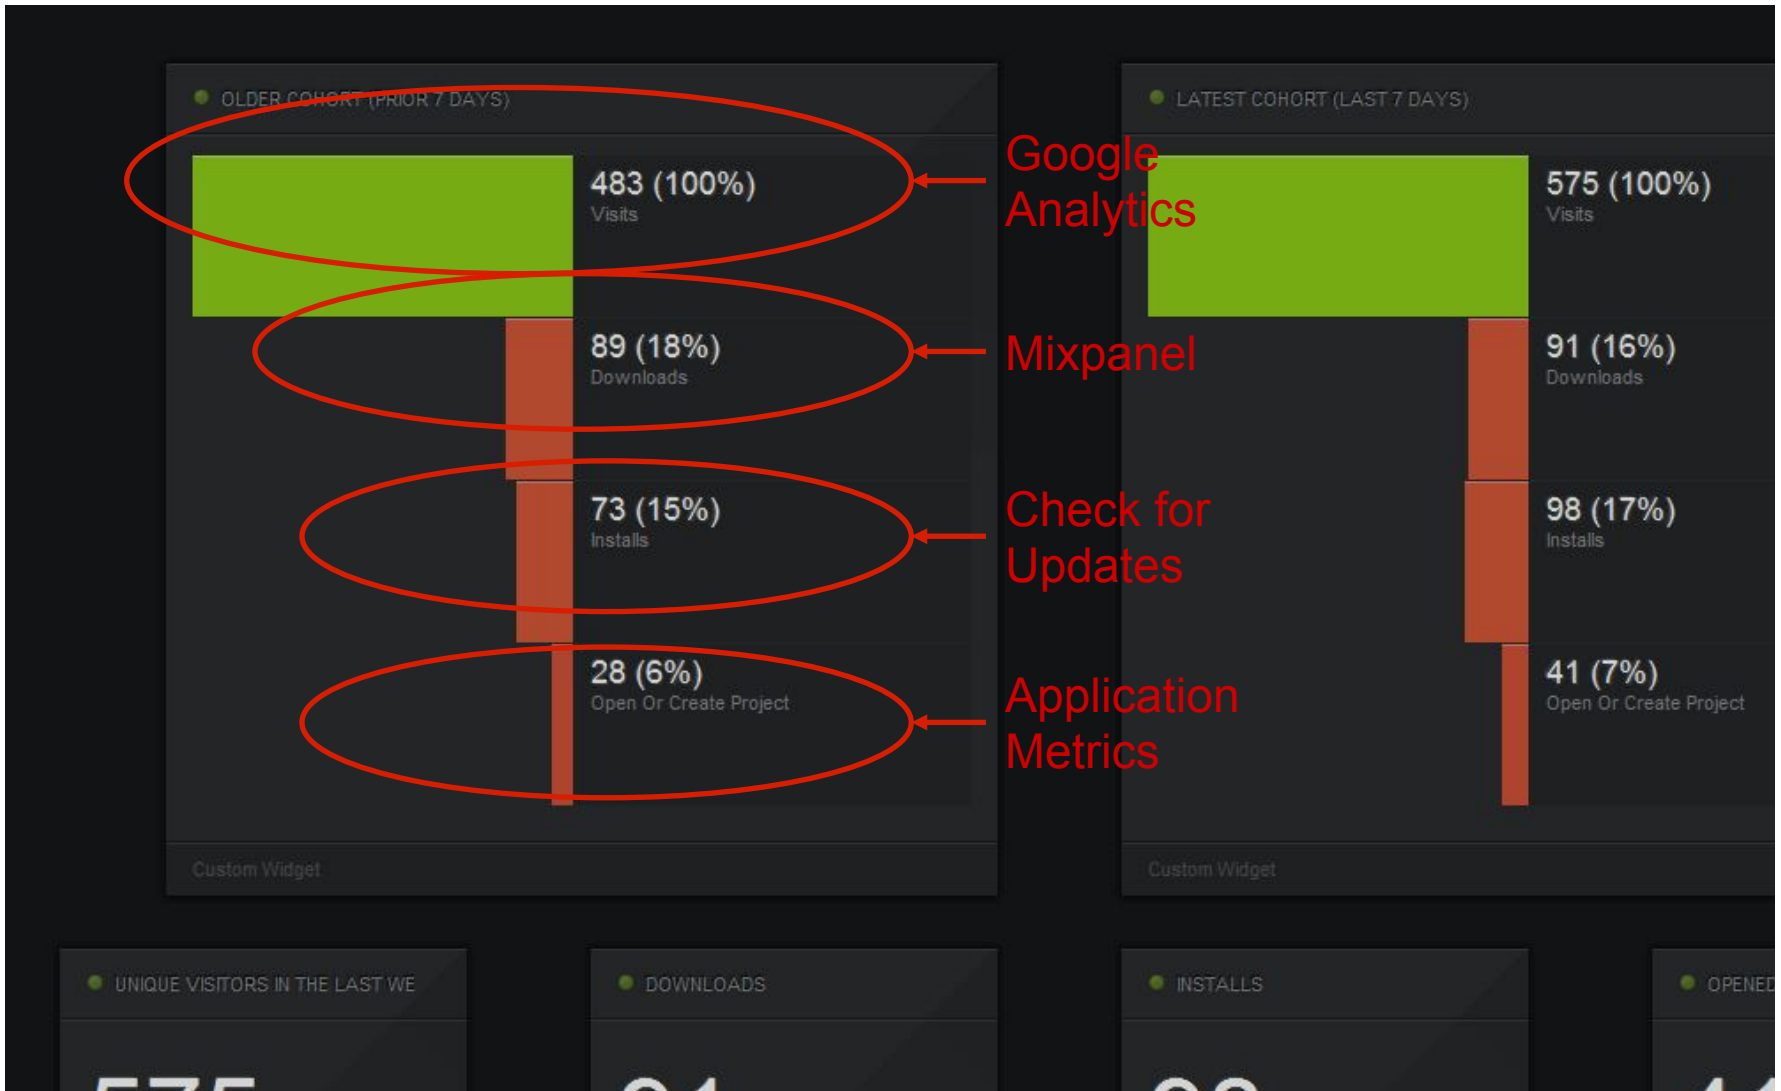 OLDER COHORT (PRIOR 7 DAYS)
483 (100%)
Visits
89 (18%)
Downloads
73 (15%)
Installs
28 (6%)
Open Or Create Project
Custom Widget
Google
Analytics
Mixpanel
Check for
Updates
Application
Metrics
LATEST COHORT (LAST 7 DAYS)
575 (100%)
Visits
91 (16%)
Downloads
98 (17%)
Installs
41 (7%)
Open Or Create Project
Custom Widget
UNIQUE VISITORS IN THE LAST WE
575
DOWNLOADS
91
INSTALLS
98
OPENED